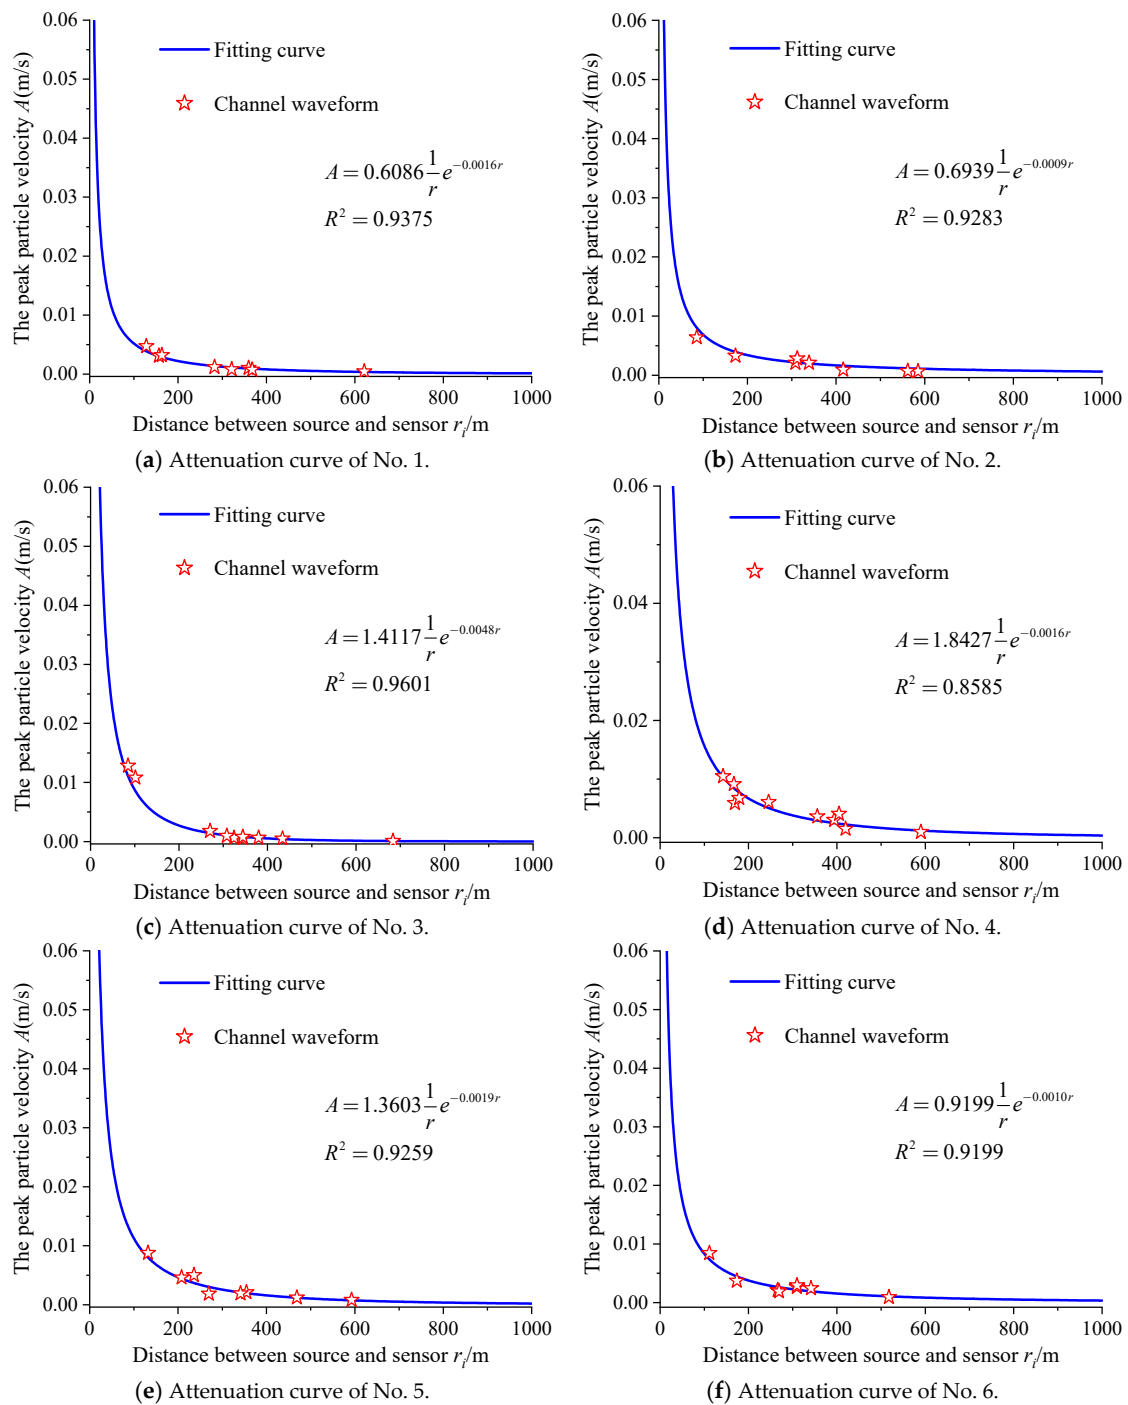 The peak particle velocity A(m/s)
0.06
0.05
0.04
0.03
0.02
0.01
0.00
Fitting curve
Channel waveform
A = 0.6086 1/r e^{-0.0016r}
R² = 0.9375
0 200 400 600 800 1000
Distance between source and sensor r_i/m
(a) Attenuation curve of No. 1.
The peak particle velocity A(m/s)
0.06
0.05
0.04
0.03
0.02
0.01
0.00
Fitting curve
Channel waveform
A = 0.6939 1/r e^{-0.0009r}
R² = 0.9283
0 200 400 600 800 1000
Distance between source and sensor r_i/m
(b) Attenuation curve of No. 2.
The peak particle velocity A(m/s)
0.06
0.05
0.04
0.03
0.02
0.01
0.00
Fitting curve
Channel waveform
A = 1.4117 1/r e^{-0.0048r}
R² = 0.9601
0 200 400 600 800 1000
Distance between source and sensor r_i/m
(c) Attenuation curve of No. 3.
The peak particle velocity A(m/s)
0.06
0.04
0.02
0.00
Fitting curve
Channel waveform
A = 1.8427 1/r e^{-0.0016r}
R² = 0.8585
0 200 400 600 800 1000
Distance between source and sensor r_i/m
(d) Attenuation curve of No. 4.
The peak particle velocity A(m/s)
0.06
0.05
0.04
0.03
0.02
0.01
0.00
Fitting curve
Channel waveform
A = 1.3603 1/r e^{-0.0019r}
R² = 0.9259
0 200 400 600 800 1000
Distance between source and sensor r_i/m
(e) Attenuation curve of No. 5.
The peak particle velocity A(m/s)
0.06
0.05
0.04
0.03
0.02
0.01
0.00
Fitting curve
Channel waveform
A = 0.9199 1/r e^{-0.0010r}
R² = 0.9199
0 200 400 600 800 1000
Distance between source and sensor r_i/m
(f) Attenuation curve of No. 6.